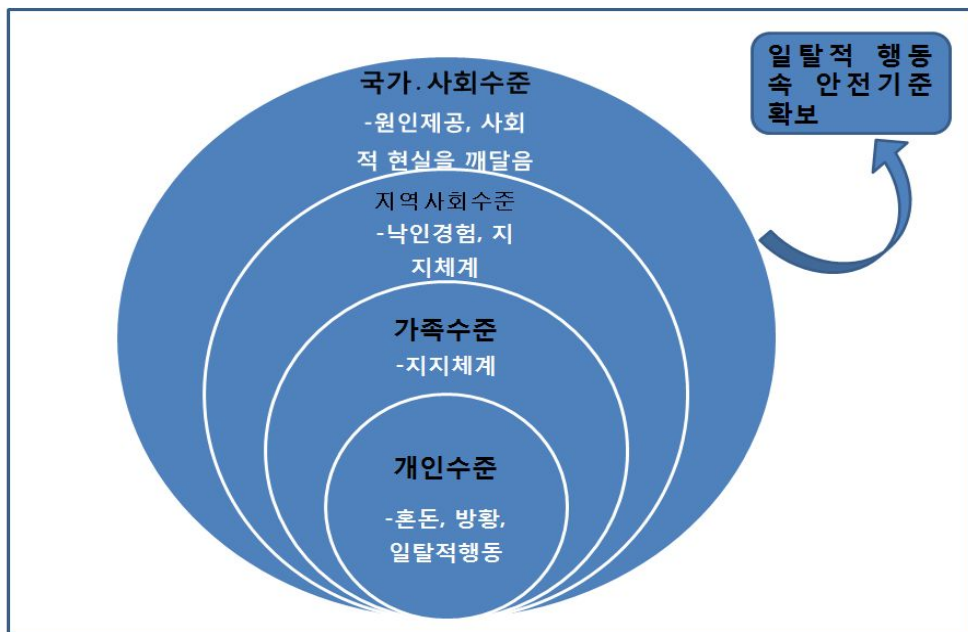 일탈적 행동
속 안전기준
확보
국가.사회수준
-원인제공, 사회
적 현실을 깨달음
지역사회수준
-낙인경험, 지
지체계
가족수준
-지지체계
개인수준
-혼돈, 방황,
일탈적행동